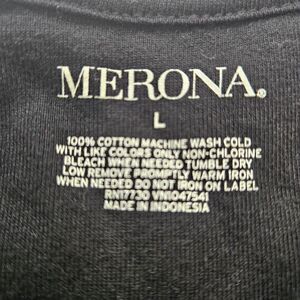 MERONA®
L
100% COTTON MACHINE WASH COLD
WITH LIKE COLORS ONLY NON-CHLORINE
BLEACH WHEN NEEDED TUMBLE DRY
LOW REMOVE PROMPTLY WARM IRON
WHEN NEEDED DO NOT IRON ON LABEL
RN17730 VN1047541
MADE IN INDONESIA